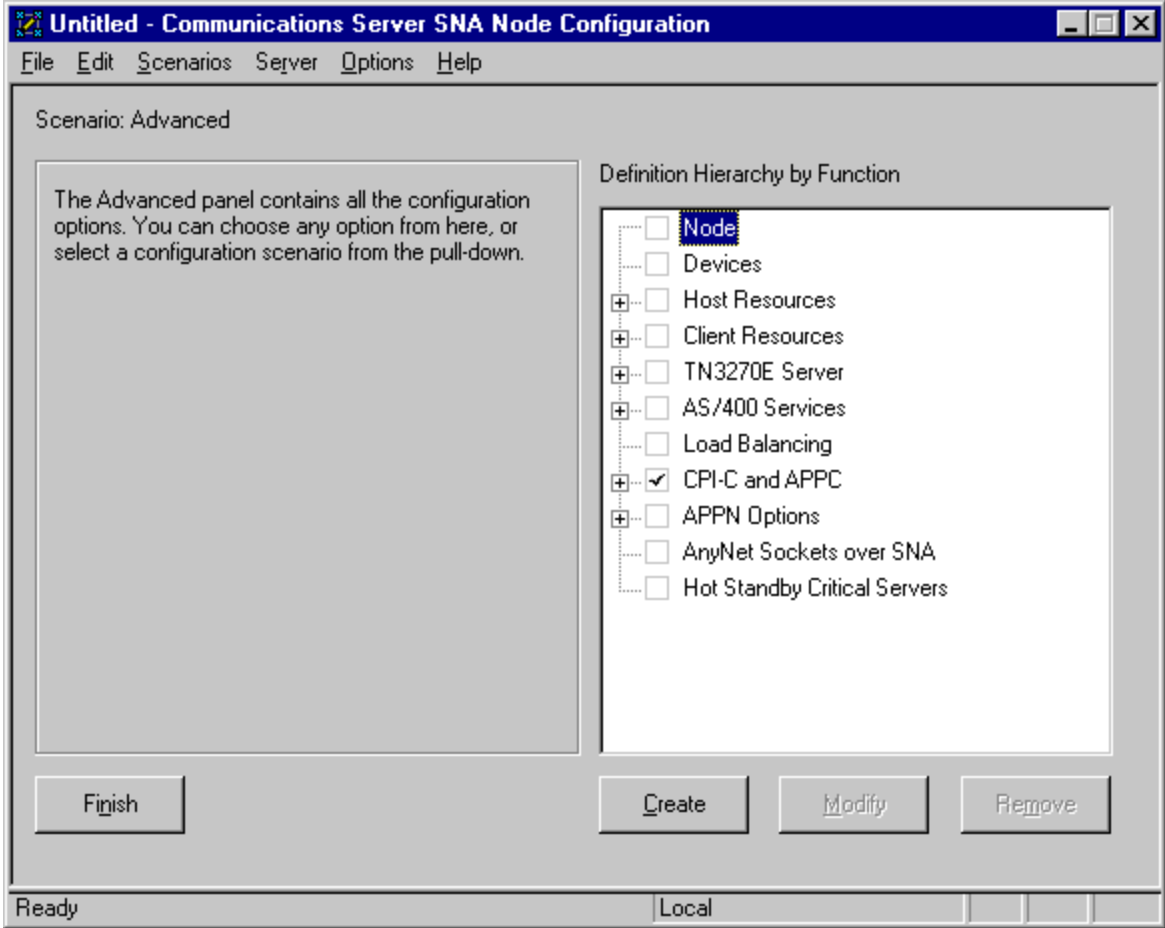 Untitled - Communications Server SNA Node Configuration
File Edit Scenarios Server Options Help
Scenario: Advanced
The Advanced panel contains all the configuration
options. You can choose any option from here, or
select a configuration scenario from the pull-down.
Definition Hierarchy by Function
Node
Devices
Host Resources
Client Resources
TN3270E Server
AS/400 Services
Load Balancing
CPI-C and APPC
APPN Options
AnyNet Sockets over SNA
Hot Standby Critical Servers
Finish
Create
Modify
Remove
Ready
Local